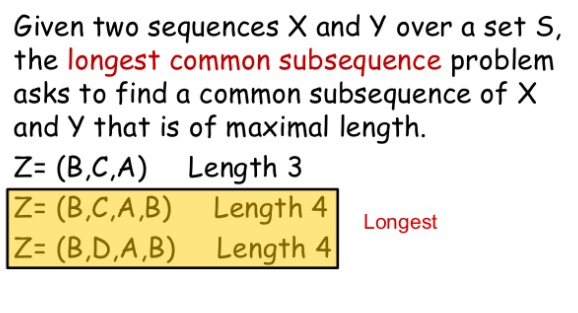 Given two sequences X and Y over a set S,
the longest common subsequence problem
asks to find a common subsequence of X
and Y that is of maximal length.
Z= (B,C,A) Length 3
Z= (B,C,A,B) Length 4
Z= (B,D,A,B) Length 4
Longest